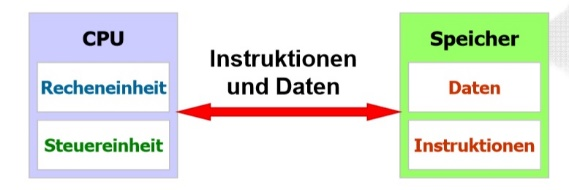 CPU
Recheneinheit
Steuereinheit
Instruktionen
und Daten
Speicher
Daten
Instruktionen